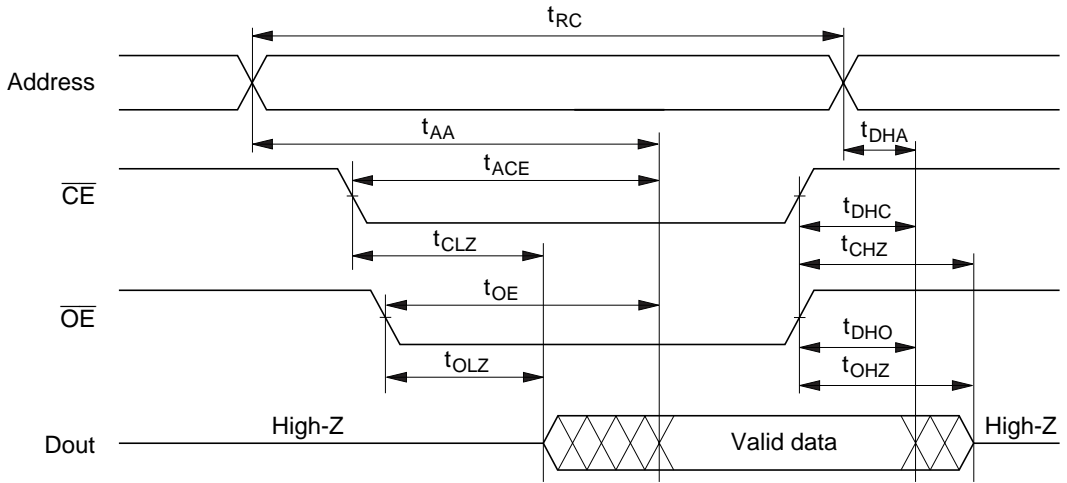 tRC
Address
tAA
tDHA
tACE
CE
tDHC
tCLZ
tCHZ
tOE
OE
tDHO
tOLZ
tOHZ
High-Z
Valid data
High-Z
Dout